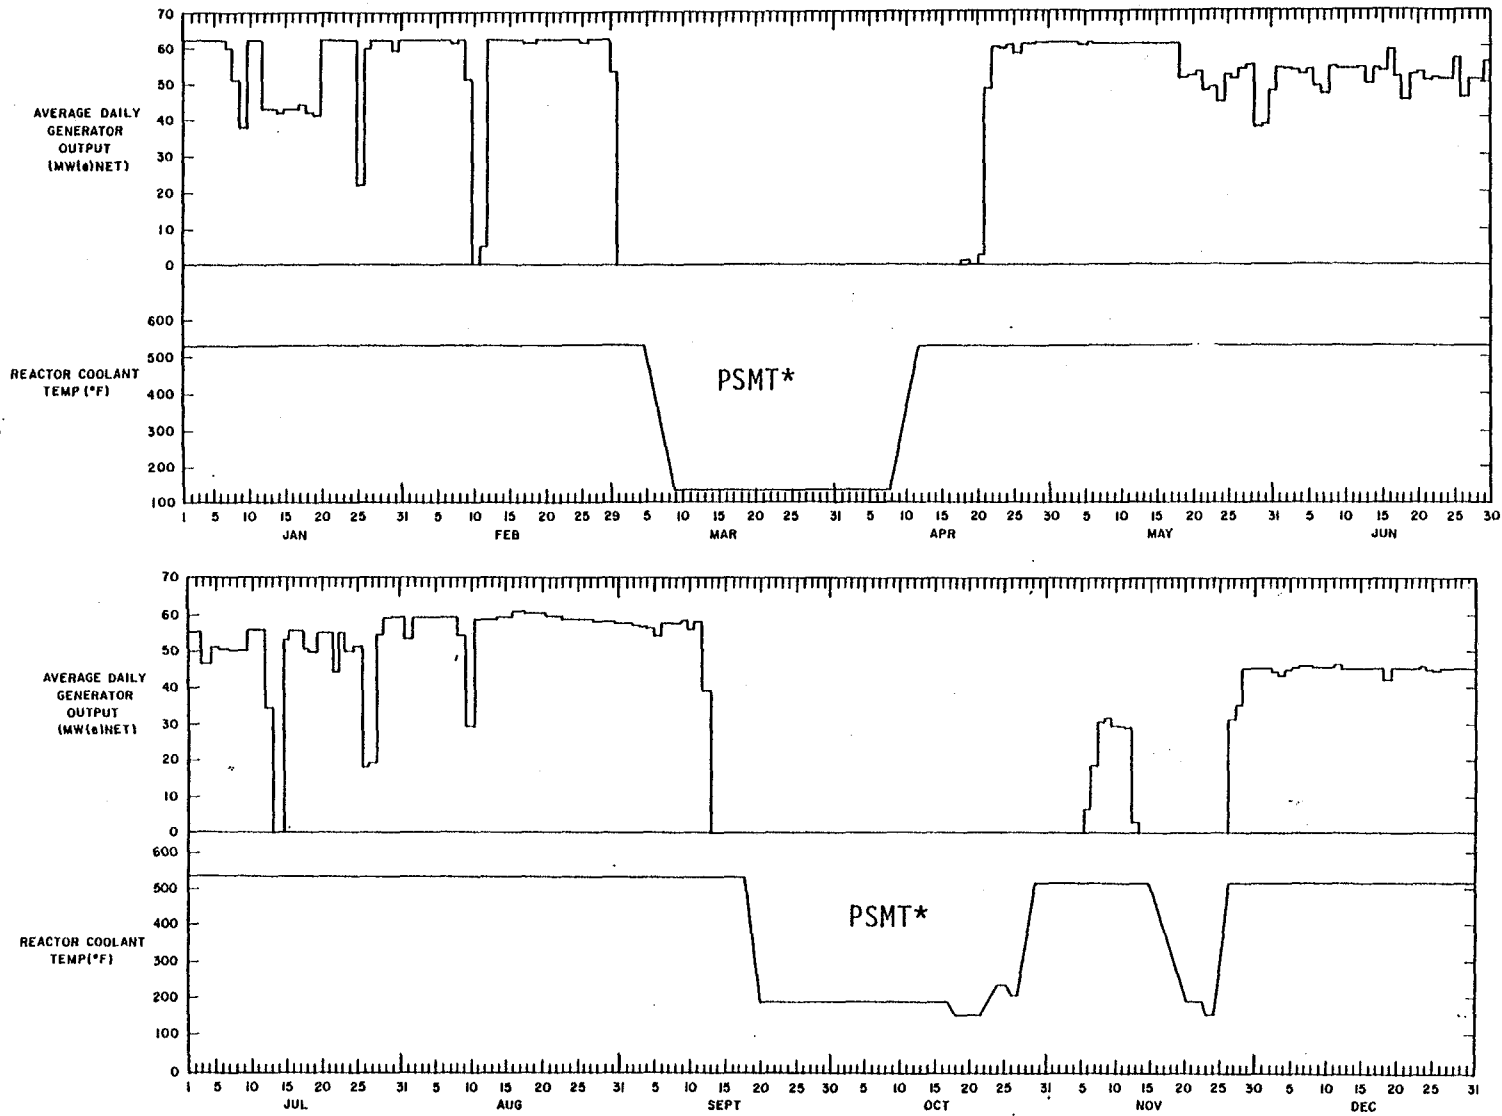 70
60
50
40
30
20
10
0
AVERAGE DAILY
GENERATOR
OUTPUT
(MW(e)NET)
600
500
400
300
200
100
REACTOR COOLANT
TEMP (°F)
PSMT*
1 5 10 15 20 25 31 5 10 15 20 25 29 5 10 15 20 25 31 5 10 15 20 25 30 5 10 15 20 25 31 5 10 15 20 25 30
JAN FEB MAR APR MAY JUN
70
60
50
40
30
20
10
0
AVERAGE DAILY
GENERATOR
OUTPUT
(MW(e)NET)
600
500
400
300
200
100
0
REACTOR COOLANT
TEMP(°F)
PSMT*
1 5 10 15 20 25 31 5 10 15 20 25 31 5 10 15 20 25 30 5 10 15 20 25 31 5 10 15 20 25 30 5 10 15 20 25 31
JUL AUG SEPT OCT NOV DEC